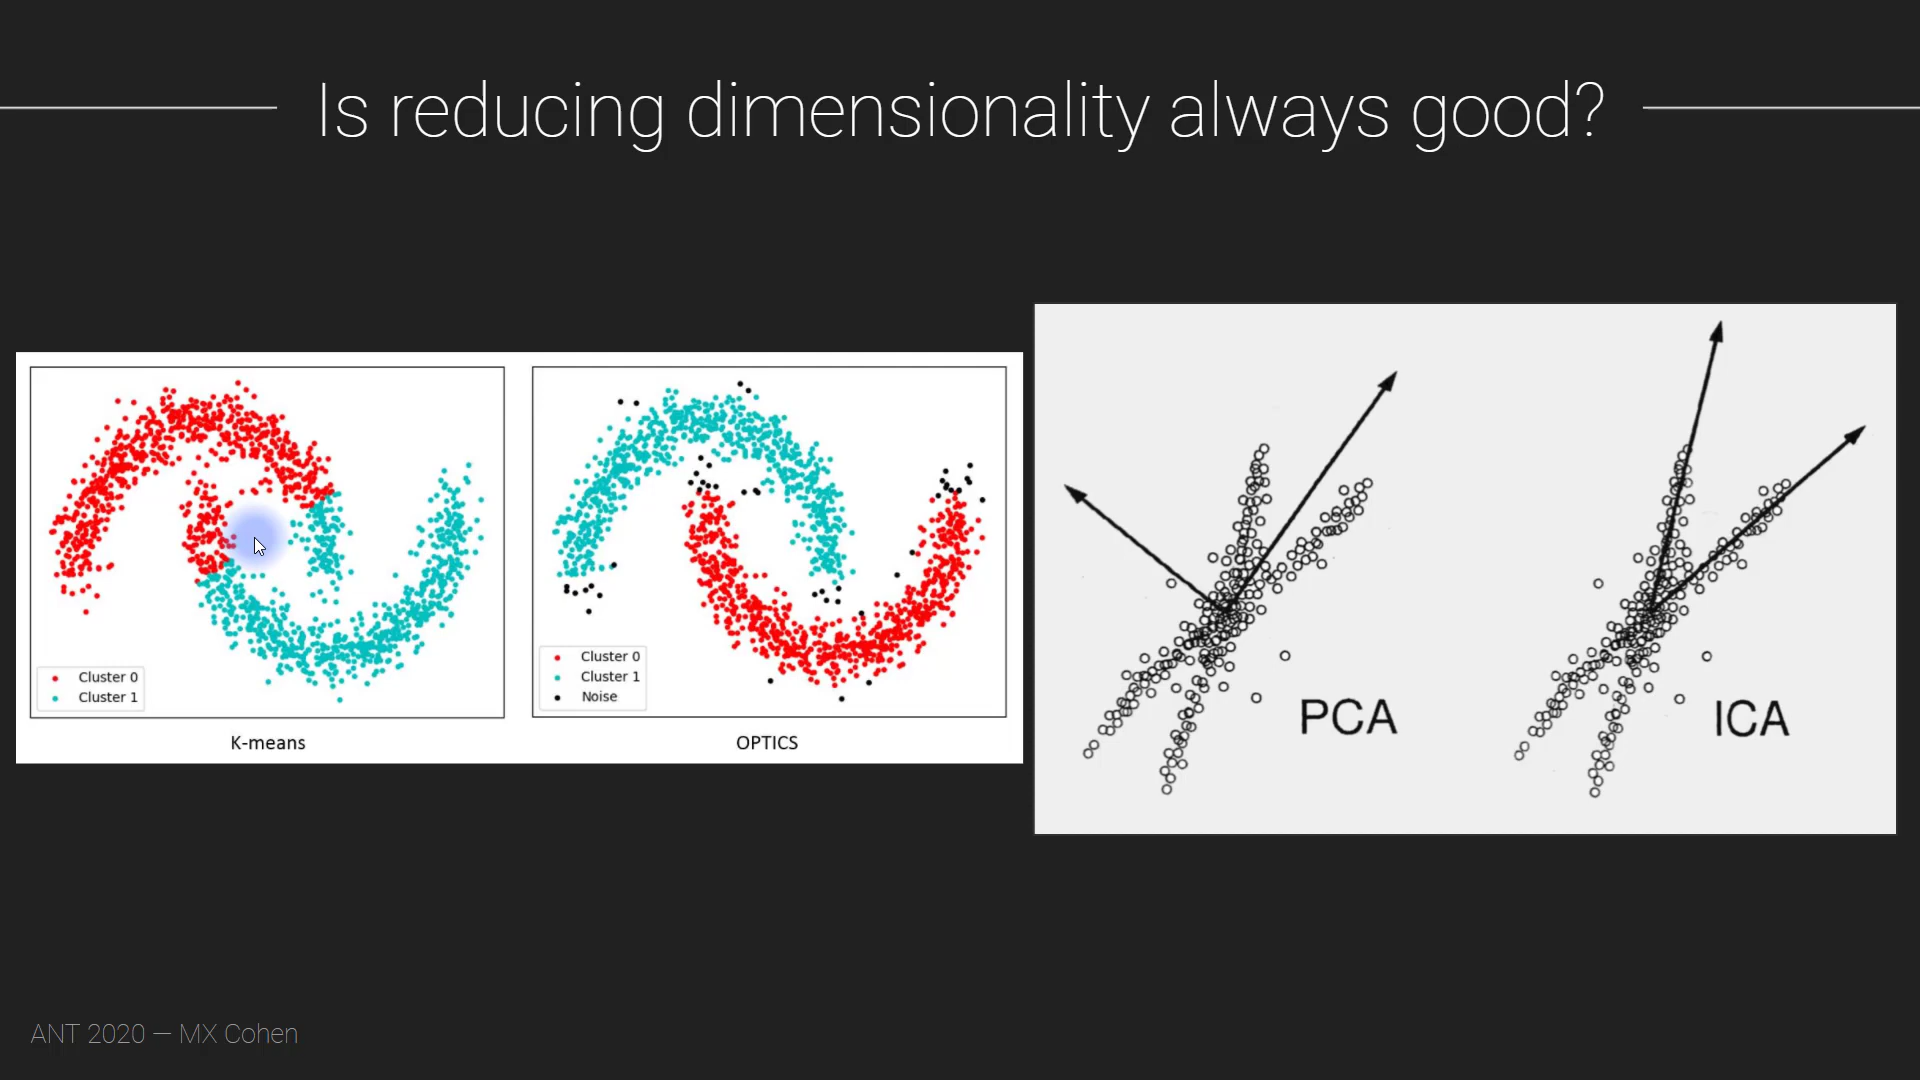 Is reducing dimensionality always good?
Cluster 0
Cluster 1
K-means
Cluster 0
Cluster 1
Noise
OPTICS
PCA
ICA
ANT 2020 — MX Cohen